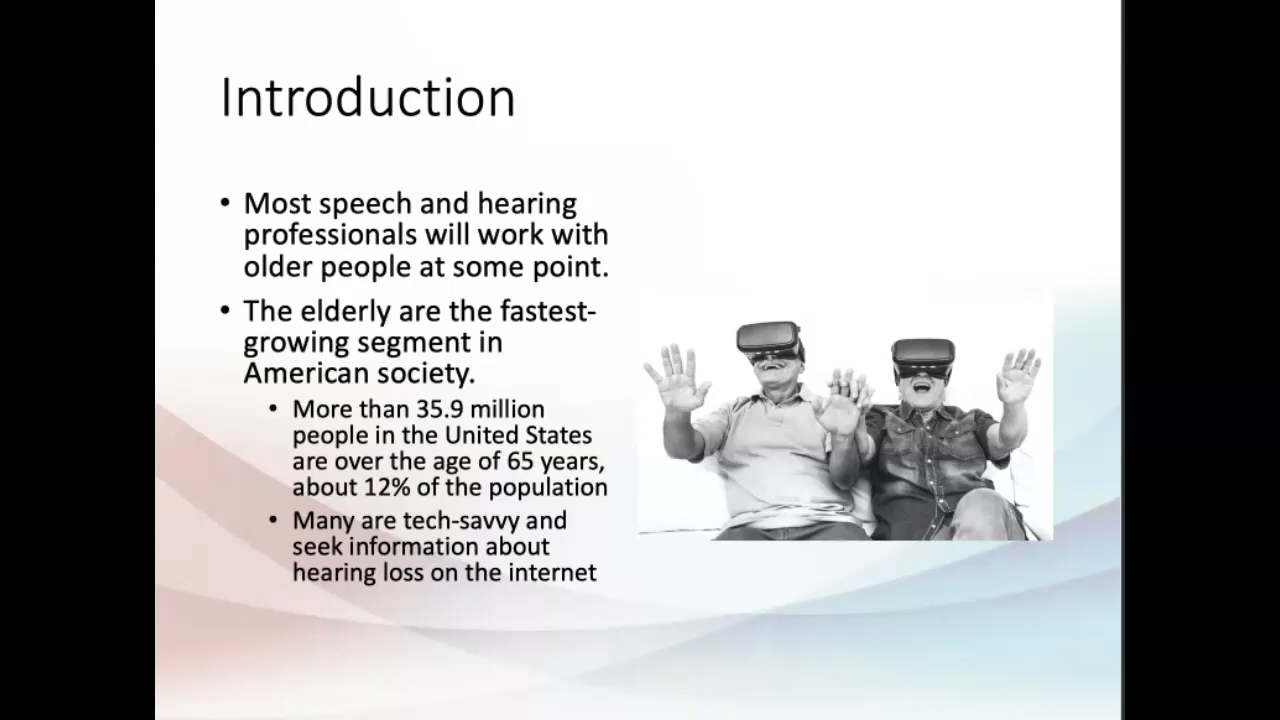 Introduction
• Most speech and hearing
professionals will work with
older people at some point.
• The elderly are the fastest-
growing segment in
American society.
• More than 35.9 million
people in the United States
are over the age of 65 years,
about 12% of the population
• Many are tech-savvy and
seek information about
hearing loss on the internet